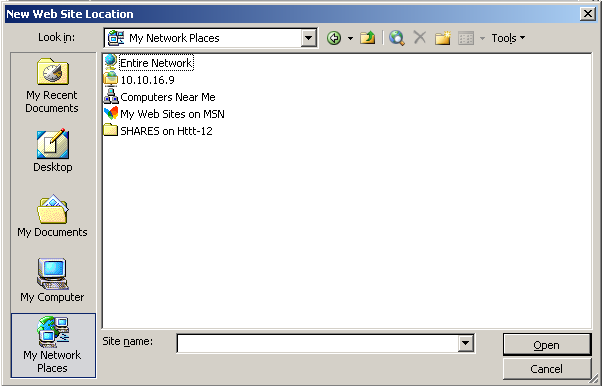 New Web Site Location
Look in: My Network Places Tools
My Recent
Documents
Desktop
My Documents
My Computer
My Network
Places
Entire Network
10.10.16.9
Computers Near Me
My Web Sites on MSN
SHARES on Httt-12
Site name:
Open
Cancel